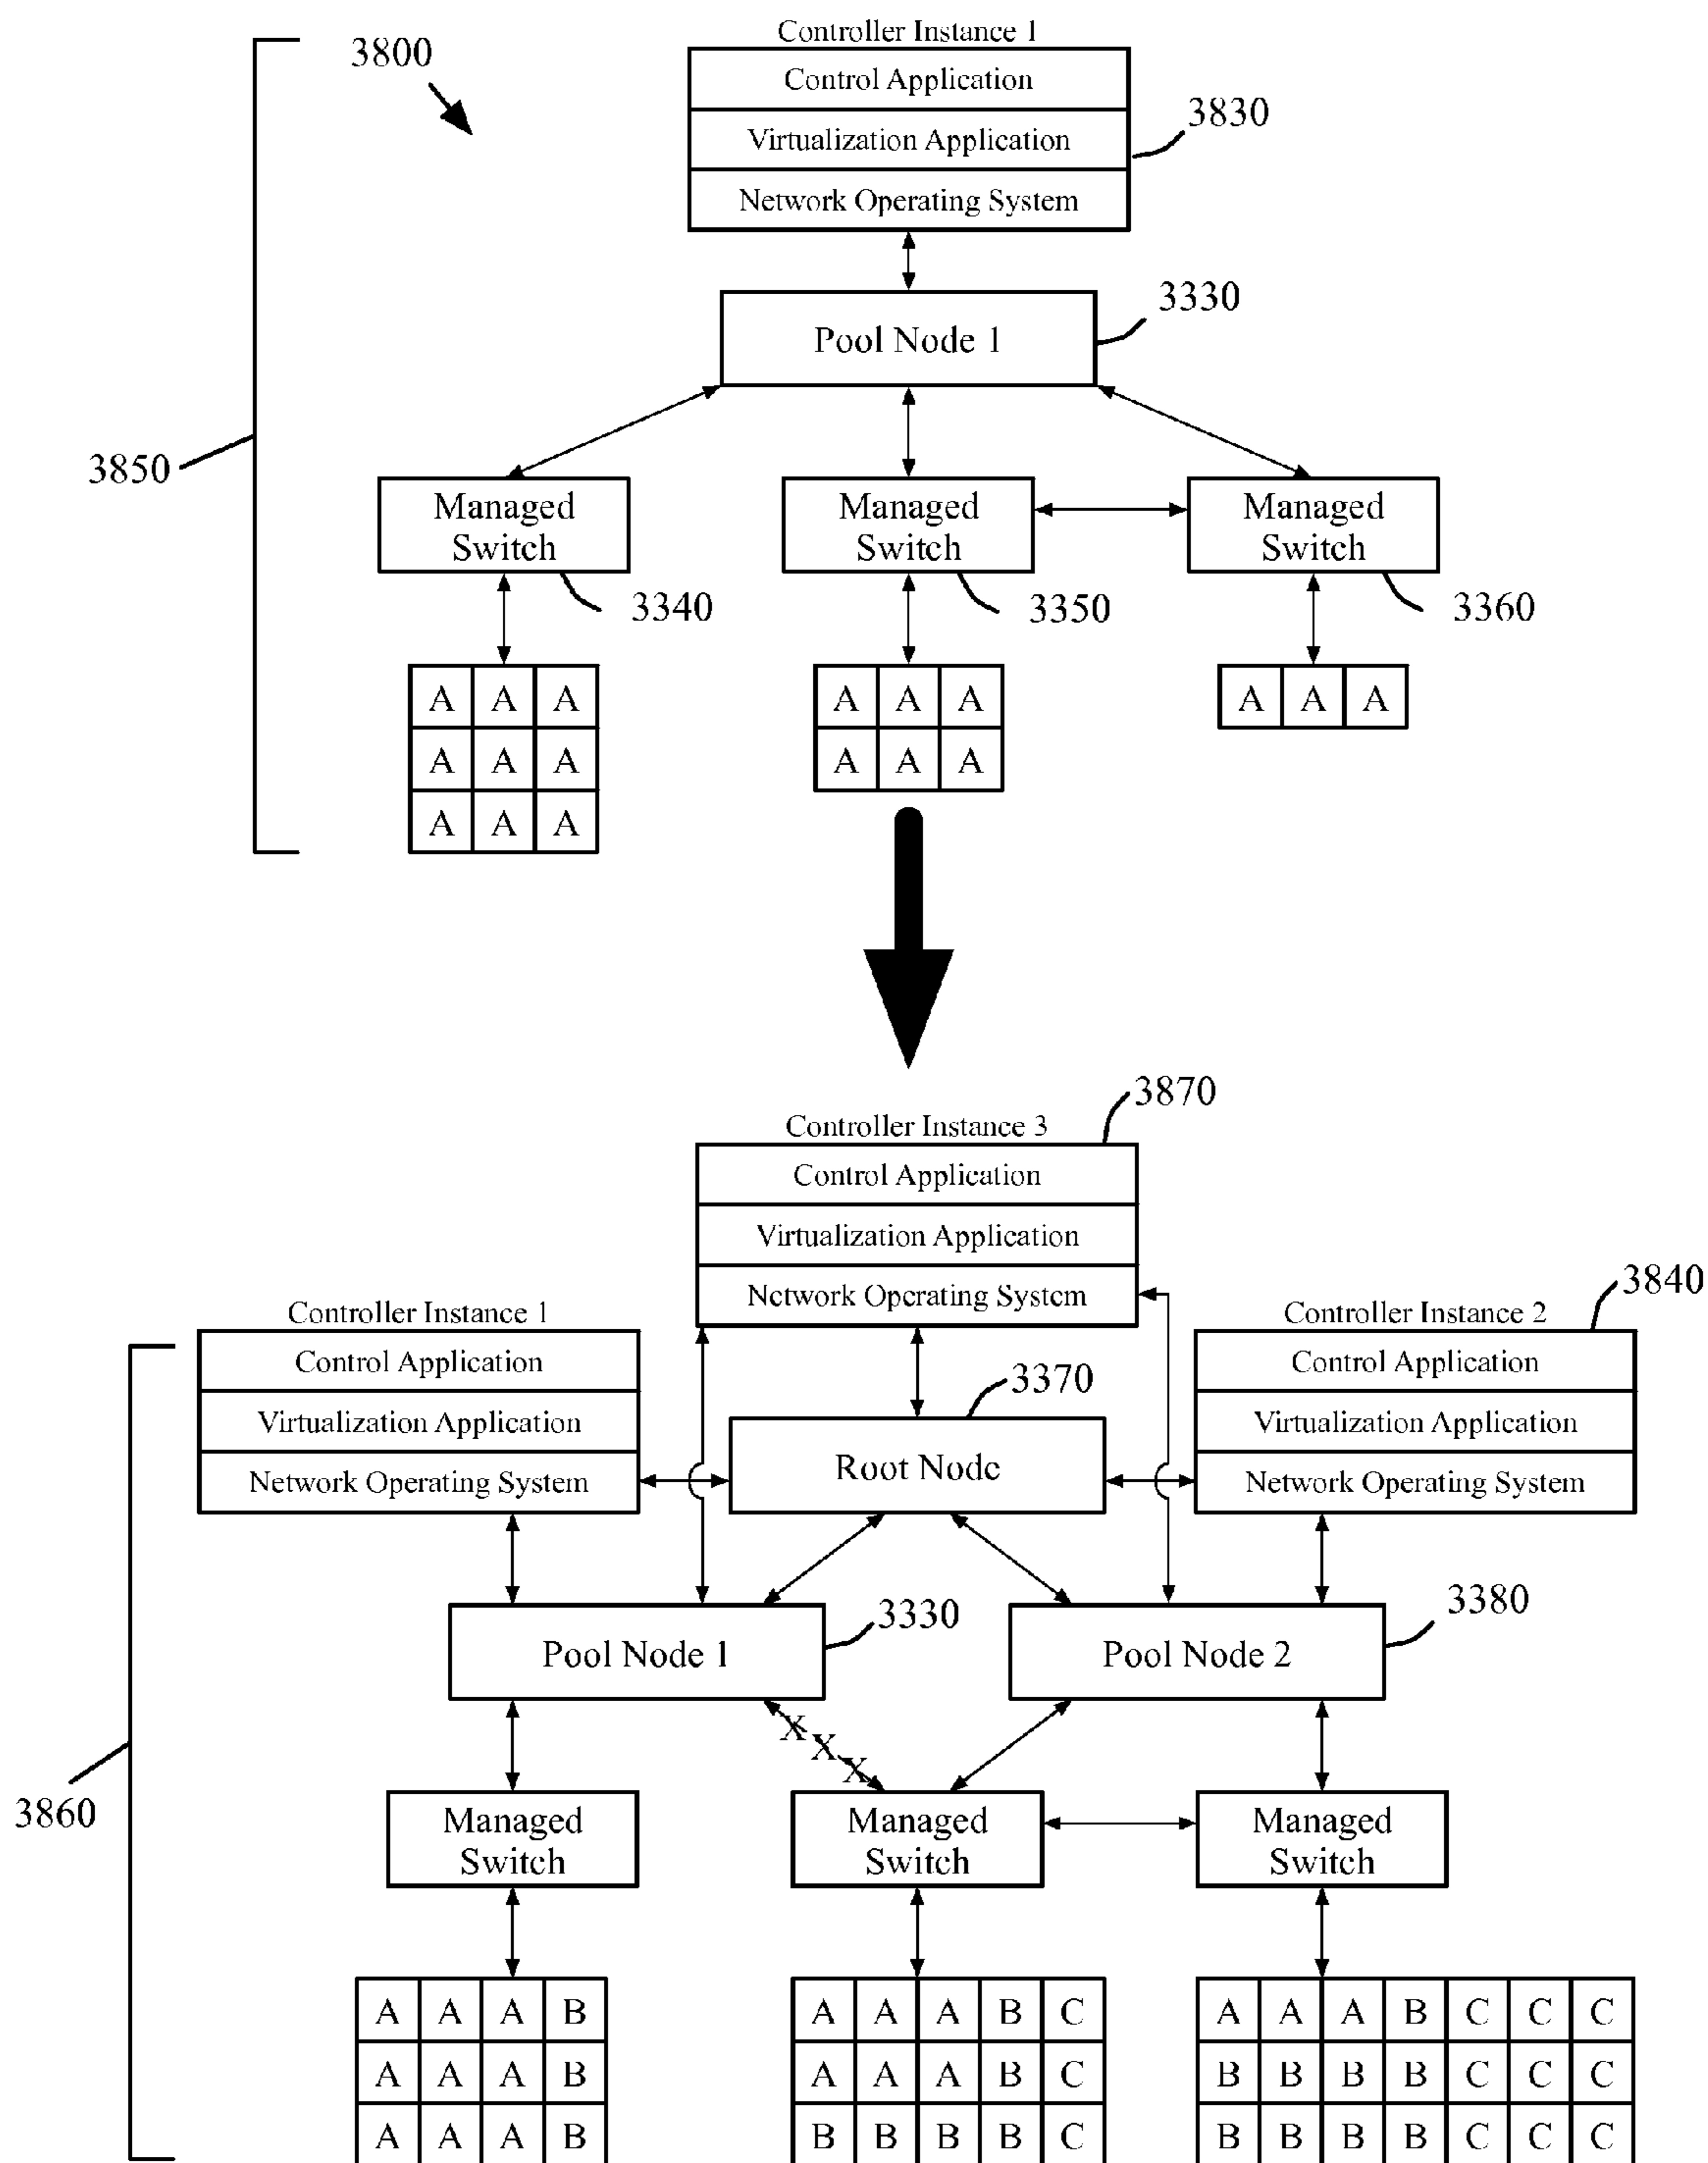 3800
Controller Instance 1
Control Application
3830
Virtualization Application
Network Operating System
3330
Pool Node 1
3850
Managed Switch
Managed Switch
Managed Switch
3340
3350
3360
A A A
A A A
A A A
A A A
A A A
A A A
3870
Controller Instance 3
Control Application
Virtualization Application
Network Operating System
3840
Controller Instance 1
Control Application
Virtualization Application
Network Operating System
Controller Instance 2
Control Application
Virtualization Application
Network Operating System
3370
Root Node
3330
Pool Node 1
3380
Pool Node 2
X
X
X
3860
Managed Switch
Managed Switch
Managed Switch
A A A B
A A A B
A A A B
A A A B C
A A A B C
B B B B C
A A A B C C C
B B B B C C C
B B B B C C C